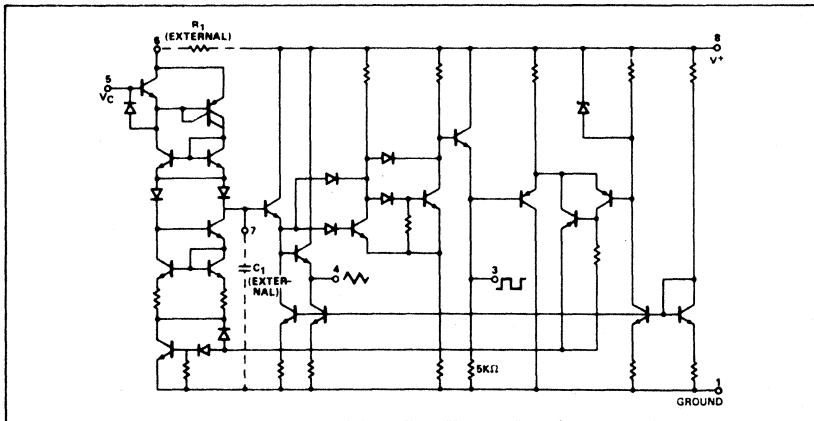 R1
(EXTERNAL)
6
8
V+
5
VC
7
C1
(EXTER-
NAL)
4
3
5KΩ
1
GROUND